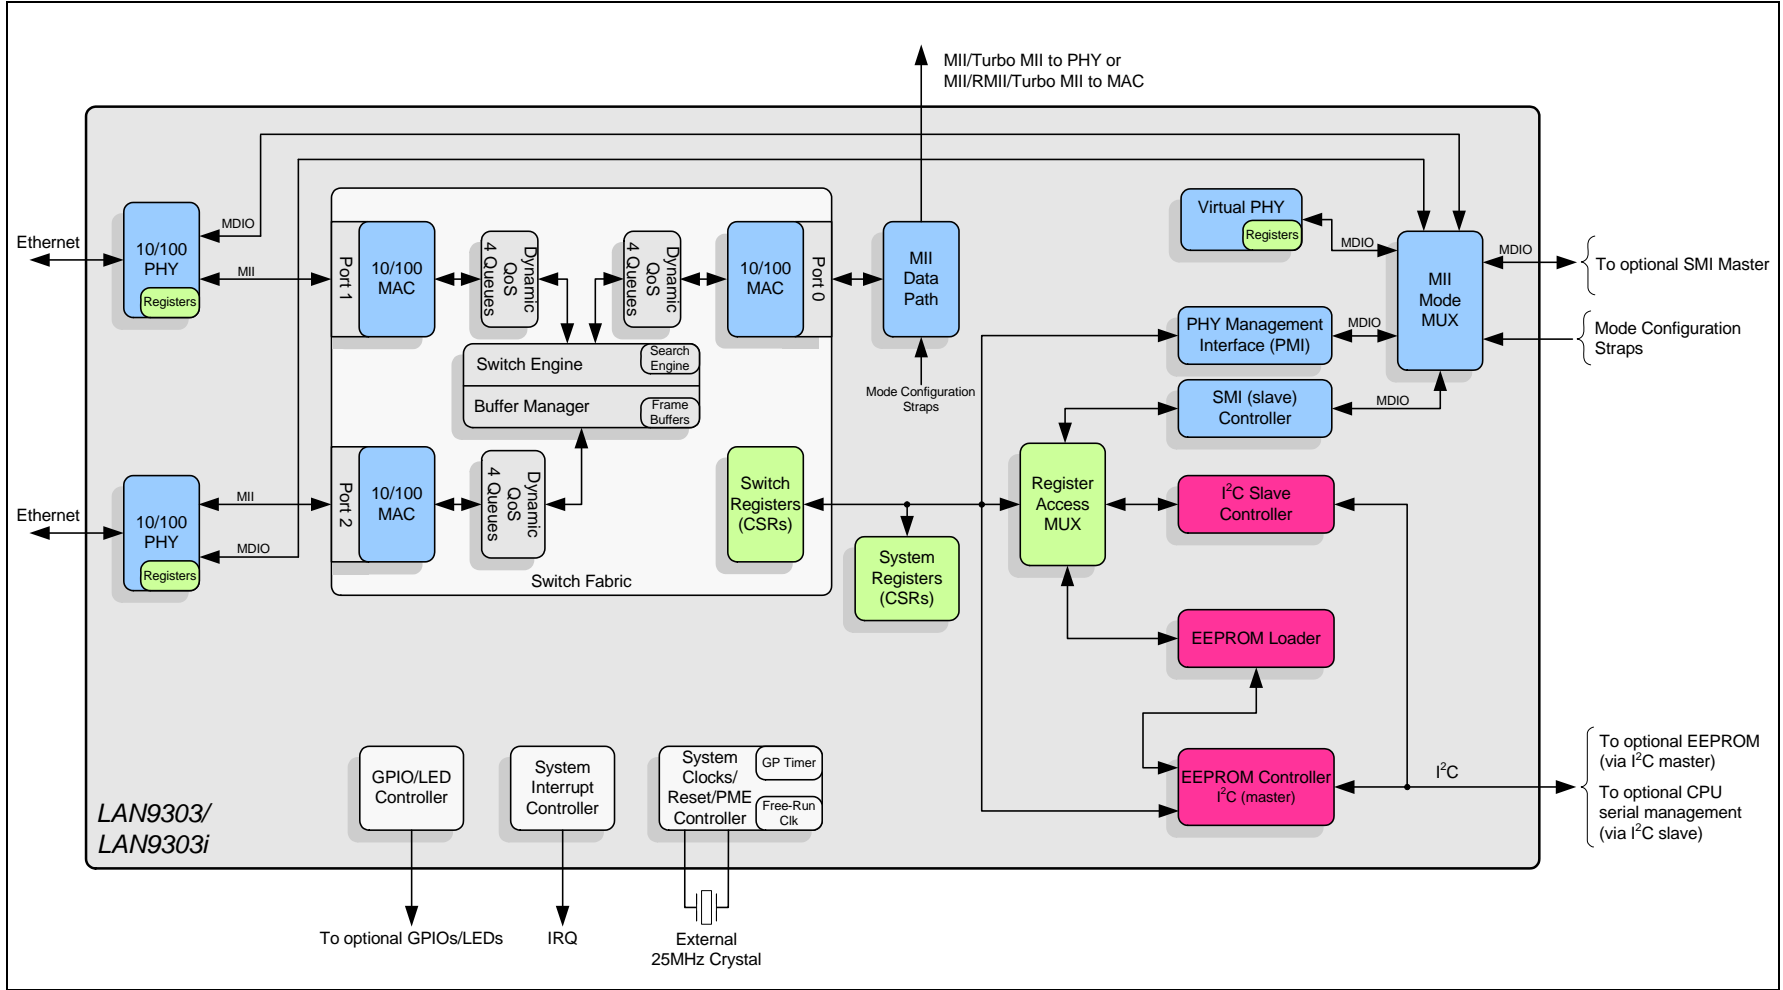 MII/Turbo MII to PHY or
MII/RMII/Turbo MII to MAC
Ethernet
10/100
PHY
Registers
MDIO
MII
Port 1
10/100
MAC
Dynamic
QoS
4 Queues
Dynamic
QoS
4 Queues
10/100
MAC
Port 0
MII
Data
Path
Mode Configuration
Straps
Switch Engine
Search
Engine
Buffer Manager
Frame
Buffers
Ethernet
10/100
PHY
Registers
MII
MDIO
Port 2
10/100
MAC
Dynamic
QoS
4 Queues
Switch
Registers
(CSRs)
Switch Fabric
System
Registers
(CSRs)
Virtual PHY
Registers
MDIO
MII
Mode
MUX
MDIO
To optional SMI Master
Mode Configuration
Straps
PHY Management
Interface (PMI)
MDIO
SMI (slave)
Controller
MDIO
Register
Access
MUX
I²C Slave
Controller
EEPROM Loader
EEPROM Controller
I²C (master)
I²C
To optional EEPROM
(via I²C master)
To optional CPU
serial management
(via I²C slave)
GPIO/LED
Controller
System
Interrupt
Controller
System
Clocks/
Reset/PME
Controller
GP Timer
Free-Run
Clk
LAN9303/
LAN9303i
To optional GPIOs/LEDs
IRQ
External
25MHz Crystal